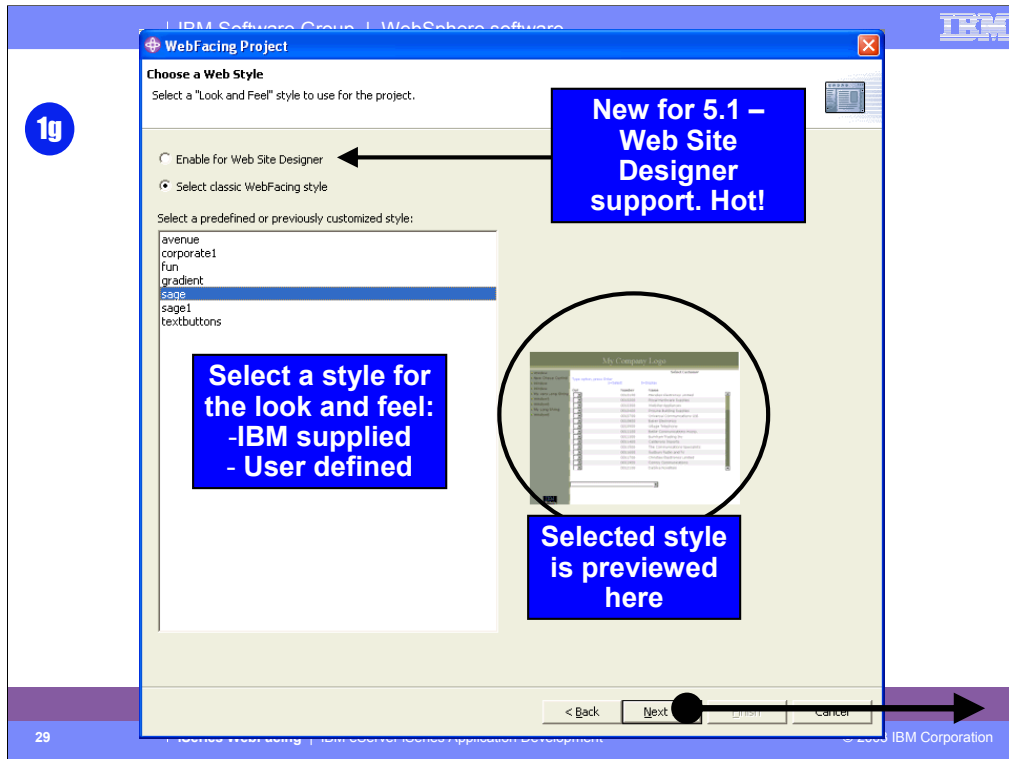 IBM Software Group | WebSphere software
IBM
WebFacing Project
Choose a Web Style
Select a "Look and Feel" style to use for the project.
1g
New for 5.1 –
Web Site
Designer
support. Hot!
Enable for Web Site Designer
Select classic WebFacing style
Select a predefined or previously customized style:
avenue
corporate1
fun
gradient
sage
sage1
textbuttons
Select a style for
the look and feel:
-IBM supplied
- User defined
My Company Logo
Selected style
is previewed
here
< Back
Next
Finish
Cancel
29
| iSeries WebFacing | IBM eServer iSeries Application Development
© IBM Corporation